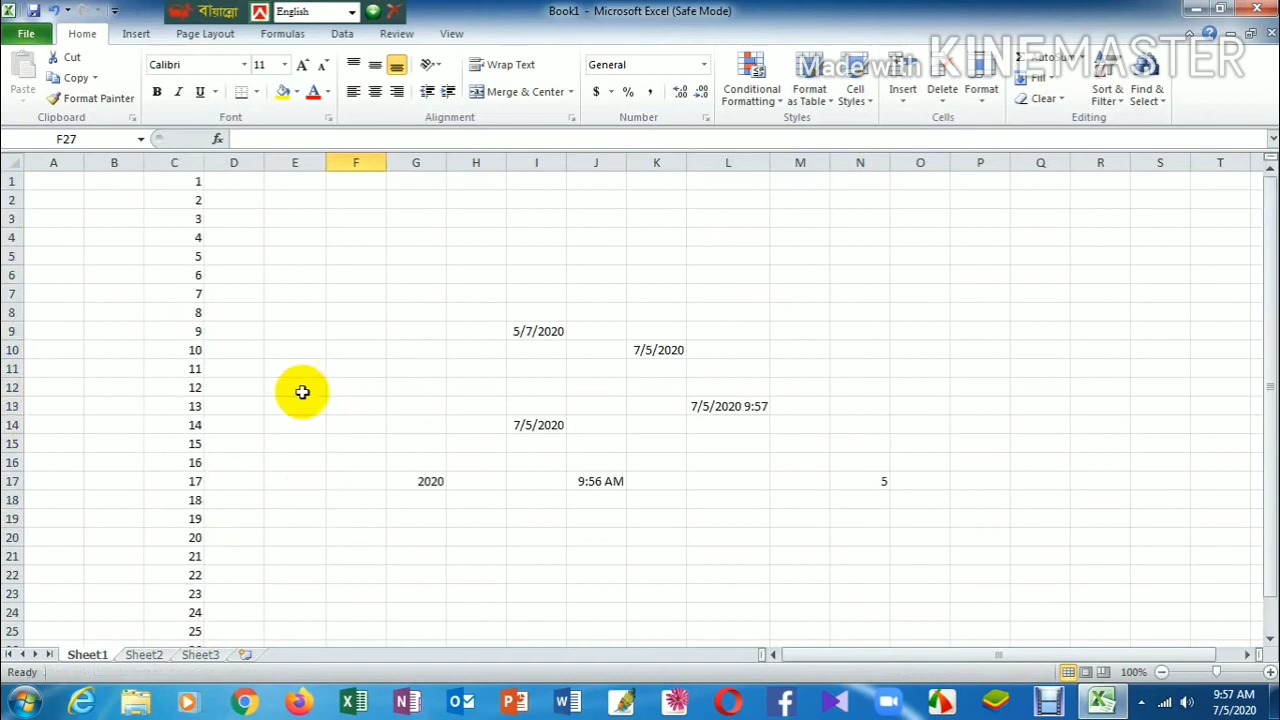 বায়ান্নো English Book1 - Microsoft Excel (Safe Mode)
File Home Insert Page Layout Formulas Data Review View
Made with KINEMASTER
Paste Cut Copy Format Painter Clipboard
Calibri 11 A A B I U A Font
Wrap Text Merge & Center Alignment
General $ % , .0 .00 .00 .0 Number
Conditional Formatting Format as Table Cell Styles Styles
Insert Delete Format Cells
Σ AutoSum Fill Clear Sort & Filter Find & Select Editing
F27 fx
A B C D E F G H I J K L M N O P Q R S T
1 1
2 2
3 3
4 4
5 5
6 6
7 7
8 8
9 9 5/7/2020
10 10 7/5/2020
11 11
12 12
13 13 7/5/2020 9:57
14 14 7/5/2020
15 15
16 16
17 17 2020 9:56 AM 5
18 18
19 19
20 20
21 21
22 22
23 23
24 24
25 25
Sheet1 Sheet2 Sheet3
Ready 100%
9:57 AM
7/5/2020